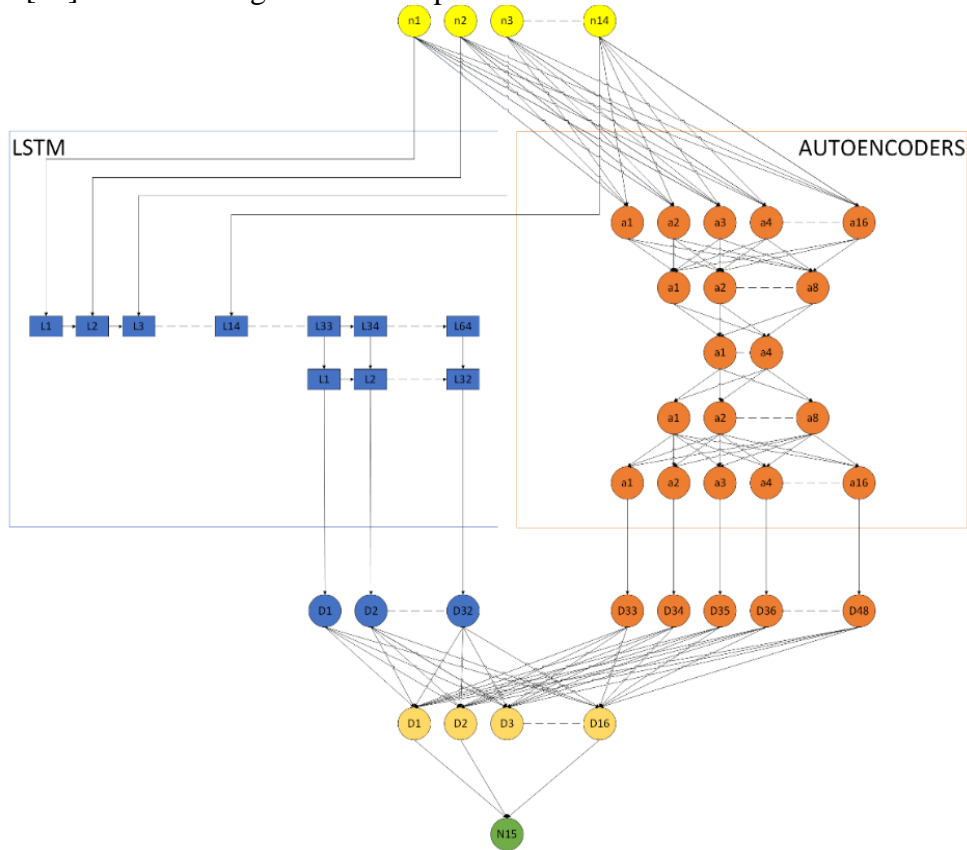 n1 n2 n3 n14
LSTM AUTOENCODERS
a1 a2 a3 a4 a16
a1 a2 a8
L1 L2 L3 L14 L33 L34 L64
a1 a4
L1 L2 L32
a1 a2 a8
a1 a2 a3 a4 a16
D1 D2 D32 D33 D34 D35 D36 D48
D1 D2 D3 D16
N15